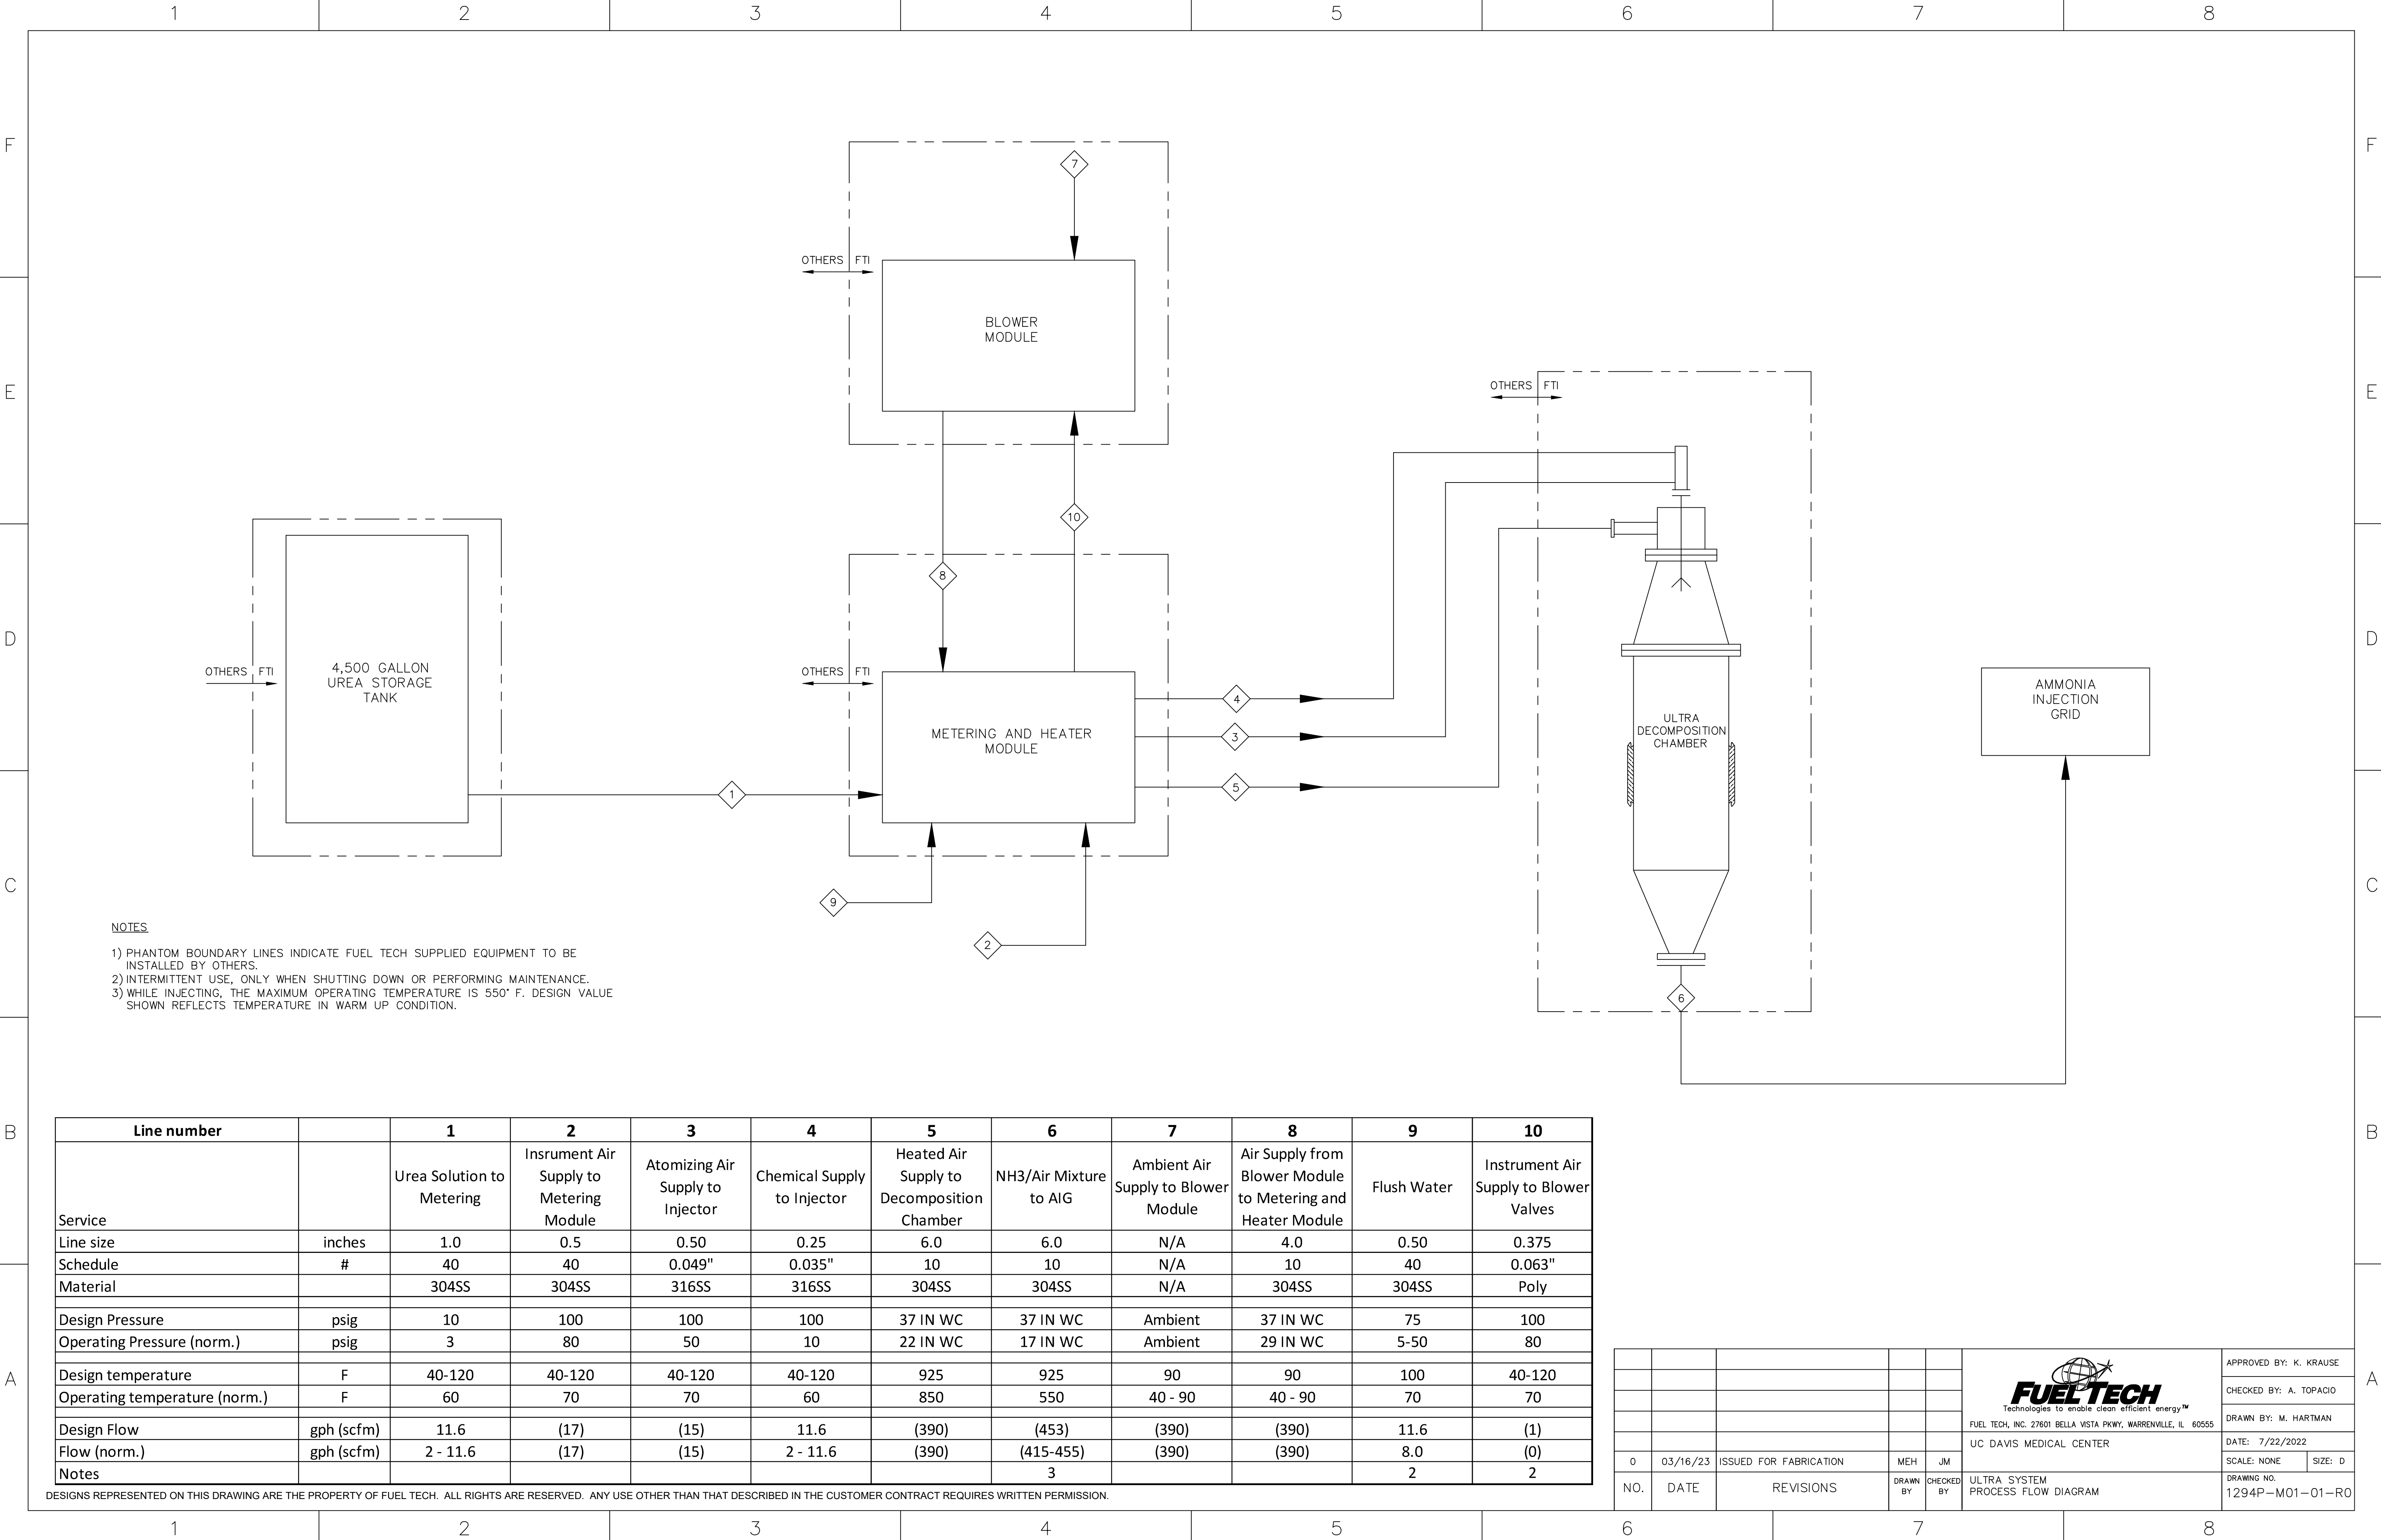 1 2 3 4 5 6 7 8
F F
E E
D D
C C
B B
A A
7
OTHERS FTI
BLOWER
MODULE
OTHERS FTI
10
8
OTHERS FTI
4,500 GALLON
UREA STORAGE
TANK
OTHERS FTI
METERING AND HEATER
MODULE
4
3
5
1
9
2
ULTRA
DECOMPOSITION
CHAMBER
6
AMMONIA
INJECTION
GRID
NOTES
1) PHANTOM BOUNDARY LINES INDICATE FUEL TECH SUPPLIED EQUIPMENT TO BE
INSTALLED BY OTHERS.
2) INTERMITTENT USE, ONLY WHEN SHUTTING DOWN OR PERFORMING MAINTENANCE.
3) WHILE INJECTING, THE MAXIMUM OPERATING TEMPERATURE IS 550° F. DESIGN VALUE
SHOWN REFLECTS TEMPERATURE IN WARM UP CONDITION.
Line number 1 2 3 4 5 6 7 8 9 10
Service
Urea Solution to
Metering
Insrument Air
Supply to
Metering
Module
Atomizing Air
Supply to
Injector
Chemical Supply
to Injector
Heated Air
Supply to
Decomposition
Chamber
NH3/Air Mixture
to AIG
Ambient Air
Supply to Blower
Module
Air Supply from
Blower Module
to Metering and
Heater Module
Flush Water
Instrument Air
Supply to Blower
Valves
Line size inches 1.0 0.5 0.50 0.25 6.0 6.0 N/A 4.0 0.50 0.375
Schedule # 40 40 0.049" 0.035" 10 10 N/A 10 40 0.063"
Material 304SS 304SS 316SS 316SS 304SS 304SS N/A 304SS 304SS Poly
Design Pressure psig 10 100 100 100 37 IN WC 37 IN WC Ambient 37 IN WC 75 100
Operating Pressure (norm.) psig 3 80 50 10 22 IN WC 17 IN WC Ambient 29 IN WC 5-50 80
Design temperature F 40-120 40-120 40-120 40-120 925 925 90 90 100 40-120
Operating temperature (norm.) F 60 70 70 60 850 550 40 - 90 40 - 90 70 70
Design Flow gph (scfm) 11.6 (17) (15) 11.6 (390) (453) (390) (390) 11.6 (1)
Flow (norm.) gph (scfm) 2 - 11.6 (17) (15) 2 - 11.6 (390) (415-455) (390) (390) 8.0 (0)
Notes 3 2 2
DESIGNS REPRESENTED ON THIS DRAWING ARE THE PROPERTY OF FUEL TECH. ALL RIGHTS ARE RESERVED. ANY USE OTHER THAN THAT DESCRIBED IN THE CUSTOMER CONTRACT REQUIRES WRITTEN PERMISSION.
0 03/16/23 ISSUED FOR FABRICATION MEH JM
NO. DATE REVISIONS DRAWN BY CHECKED BY
FUEL TECH
Technologies to enable clean efficient energy™
FUEL TECH, INC. 27601 BELLA VISTA PKWY, WARRENVILLE, IL 60555
UC DAVIS MEDICAL CENTER
ULTRA SYSTEM
PROCESS FLOW DIAGRAM
APPROVED BY: K. KRAUSE
CHECKED BY: A. TOPACIO
DRAWN BY: M. HARTMAN
DATE: 7/22/2022
SCALE: NONE SIZE: D
DRAWING NO.
1294P-M01-01-R0
1 2 3 4 5 6 7 8